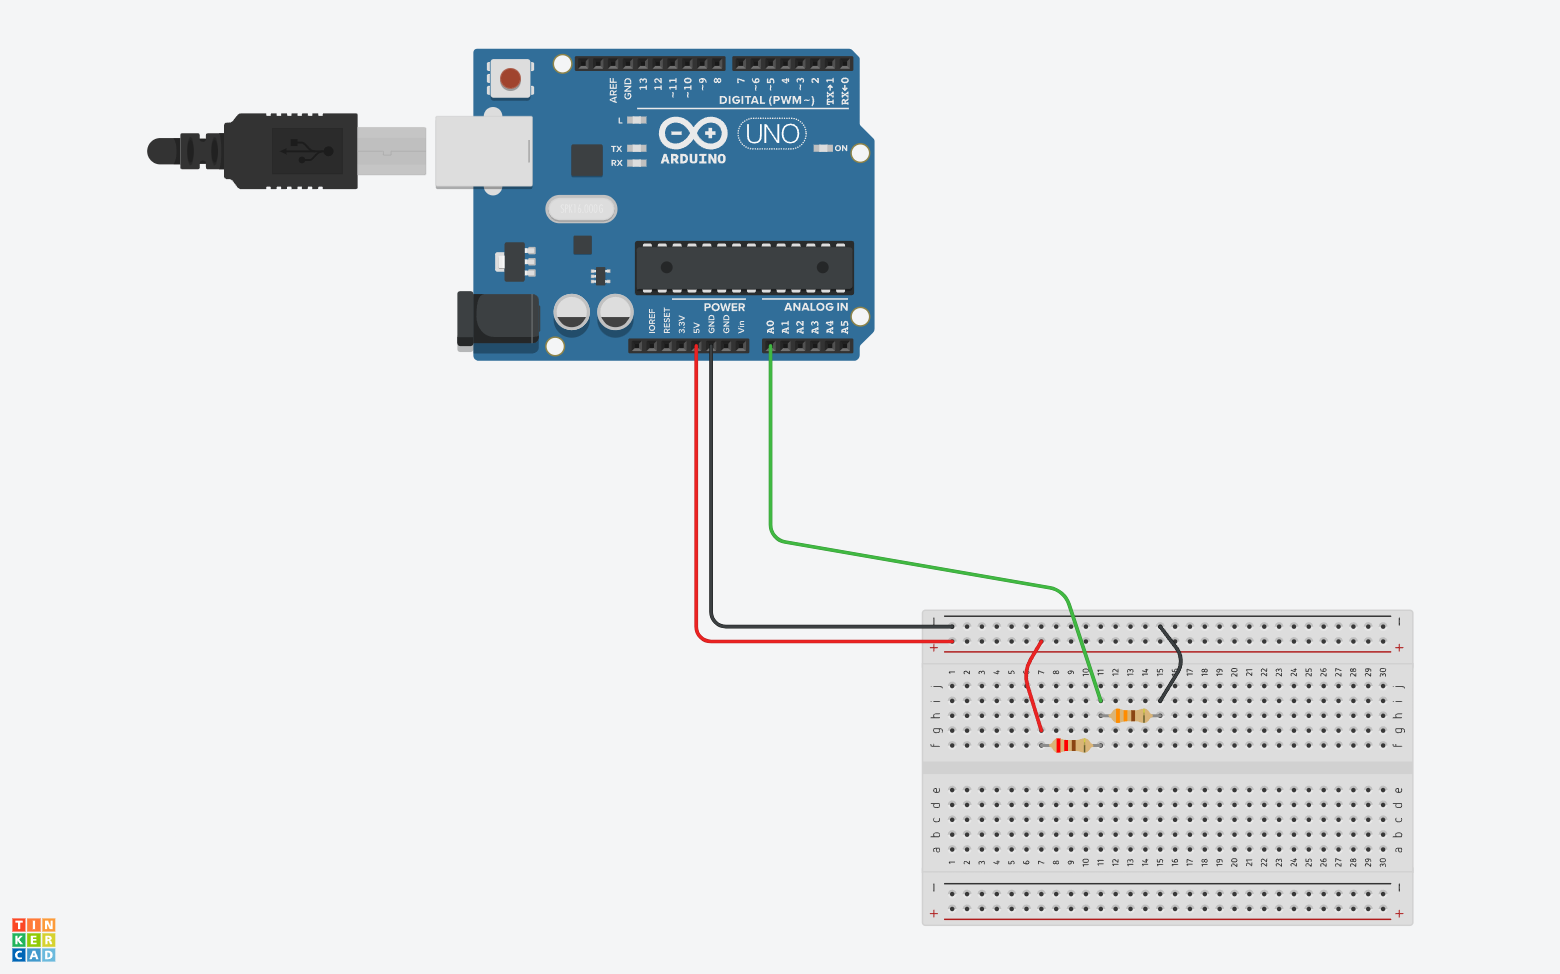 AREF
GND
13
12
~11
~10
~9
8
7
~6
~5
4
~3
2
TX→1
RX←0
DIGITAL (PWM~)
L
TX
RX
ARDUINO
UNO
ON
POWER
ANALOG IN
IOREF
RESET
3.3V
5V
GND
GND
Vin
A0
A1
A2
A3
A4
A5
1 2 3 4 5 6 7 8 9 10 11 12 13 14 15 16 17 18 19 20 21 22 23 24 25 26 27 28 29 30
j j
i i
h h
g g
f f
e e
d d
c c
b b
a a
1 2 3 4 5 6 7 8 9 10 11 12 13 14 15 16 17 18 19 20 21 22 23 24 25 26 27 28 29 30
TIN
KER
CAD